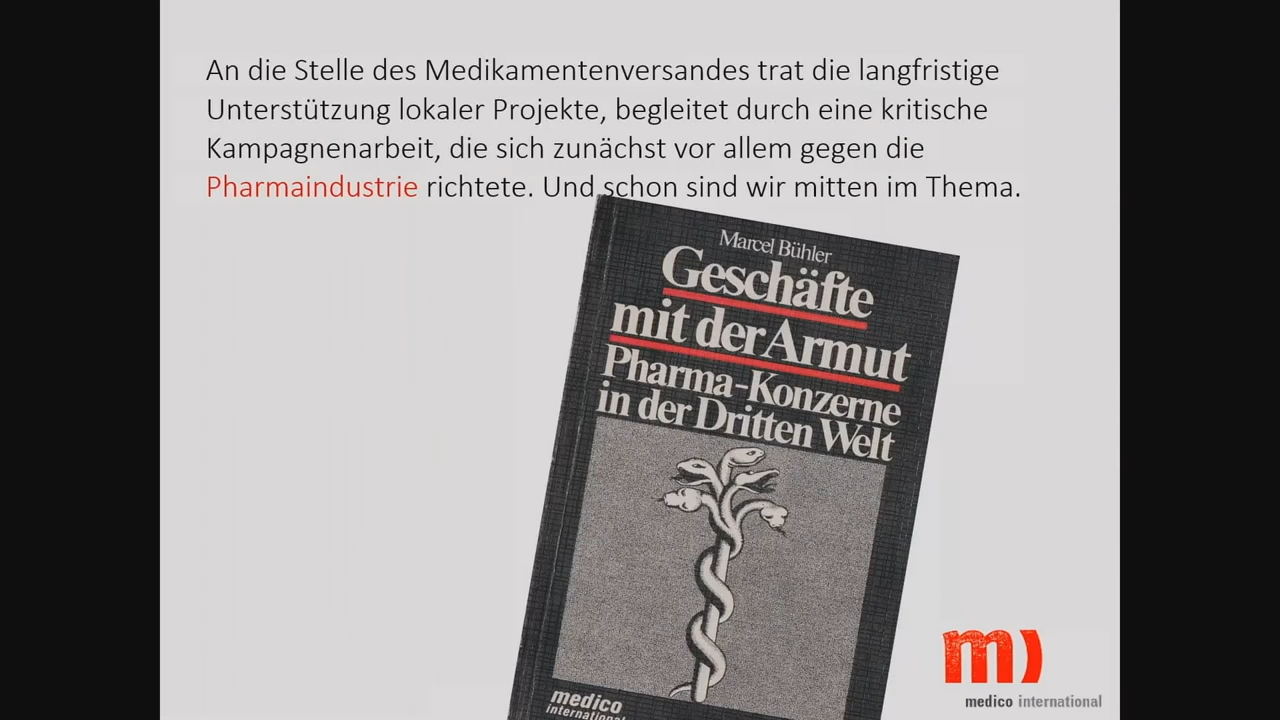 An die Stelle des Medikamentenversandes trat die langfristige
Unterstützung lokaler Projekte, begleitet durch eine kritische
Kampagnenarbeit, die sich zunächst vor allem gegen die
Pharmaindustrie richtete. Und schon sind wir mitten im Thema.
Marcel Bühler
Geschäfte
mit der Armut
Pharma-Konzerne
in der Dritten Welt
medico
international
m)
medico international